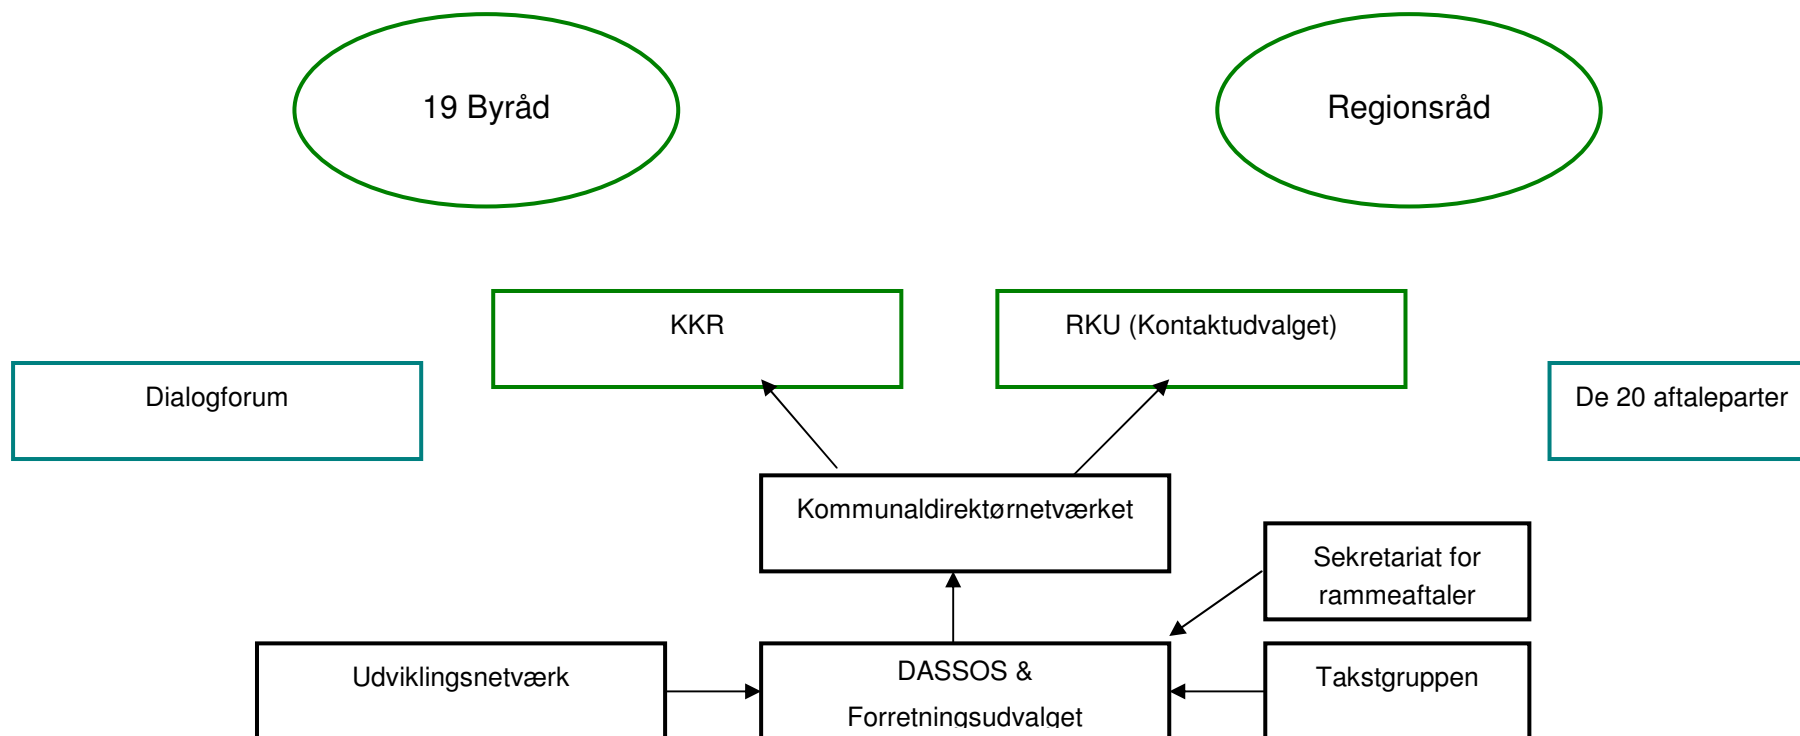 19 Byråd
Regionsråd
KKR
RKU (Kontaktudvalget)
Dialogforum
De 20 aftaleparter
Kommunaldirektørnetværket
Sekretariat for
rammeaftaler
Udviklingsnetværk
DASSOS &
Forretningsudvalget
Takstgruppen